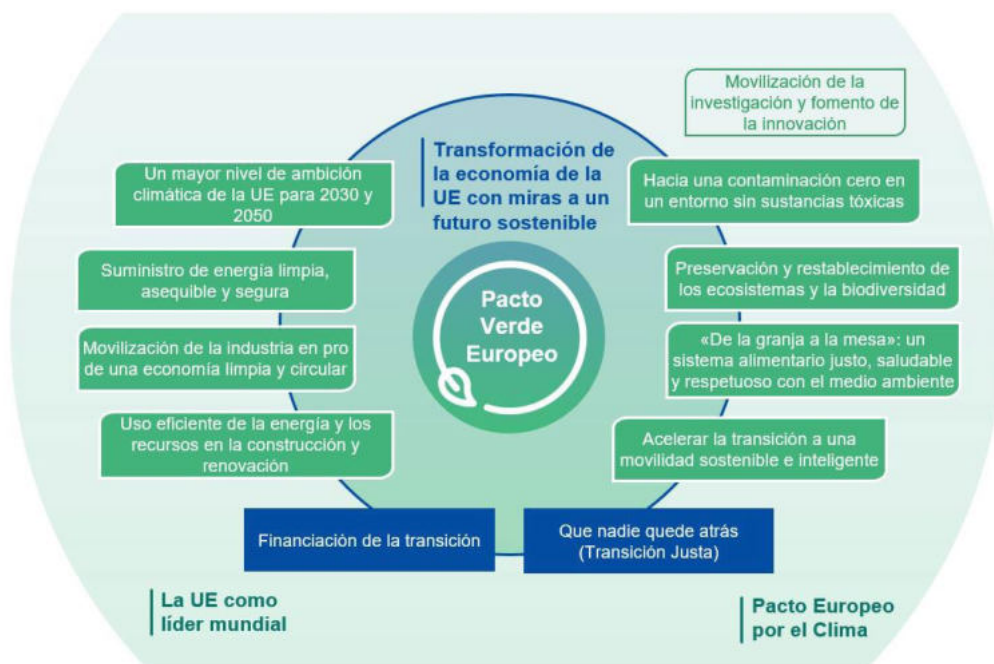 Movilización de la
investigación y fomento de
la innovación
Transformación de
la economía de la
UE con miras a un
futuro sostenible
Un mayor nivel de ambición
climática de la UE para 2030 y
2050
Hacia una contaminación cero en
un entorno sin sustancias tóxicas
Suministro de energía limpia,
asequible y segura
Preservación y restablecimiento de
los ecosistemas y la biodiversidad
Pacto
Verde
Europeo
Movilización de la industria en pro
de una economía limpia y circular
«De la granja a la mesa»: un
sistema alimentario justo, saludable
y respetuoso con el medio ambiente
Uso eficiente de la energía y los
recursos en la construcción y
renovación
Acelerar la transición a una
movilidad sostenible e inteligente
Financiación de la transición
Que nadie quede atrás
(Transición Justa)
La UE como
líder mundial
Pacto Europeo
por el Clima